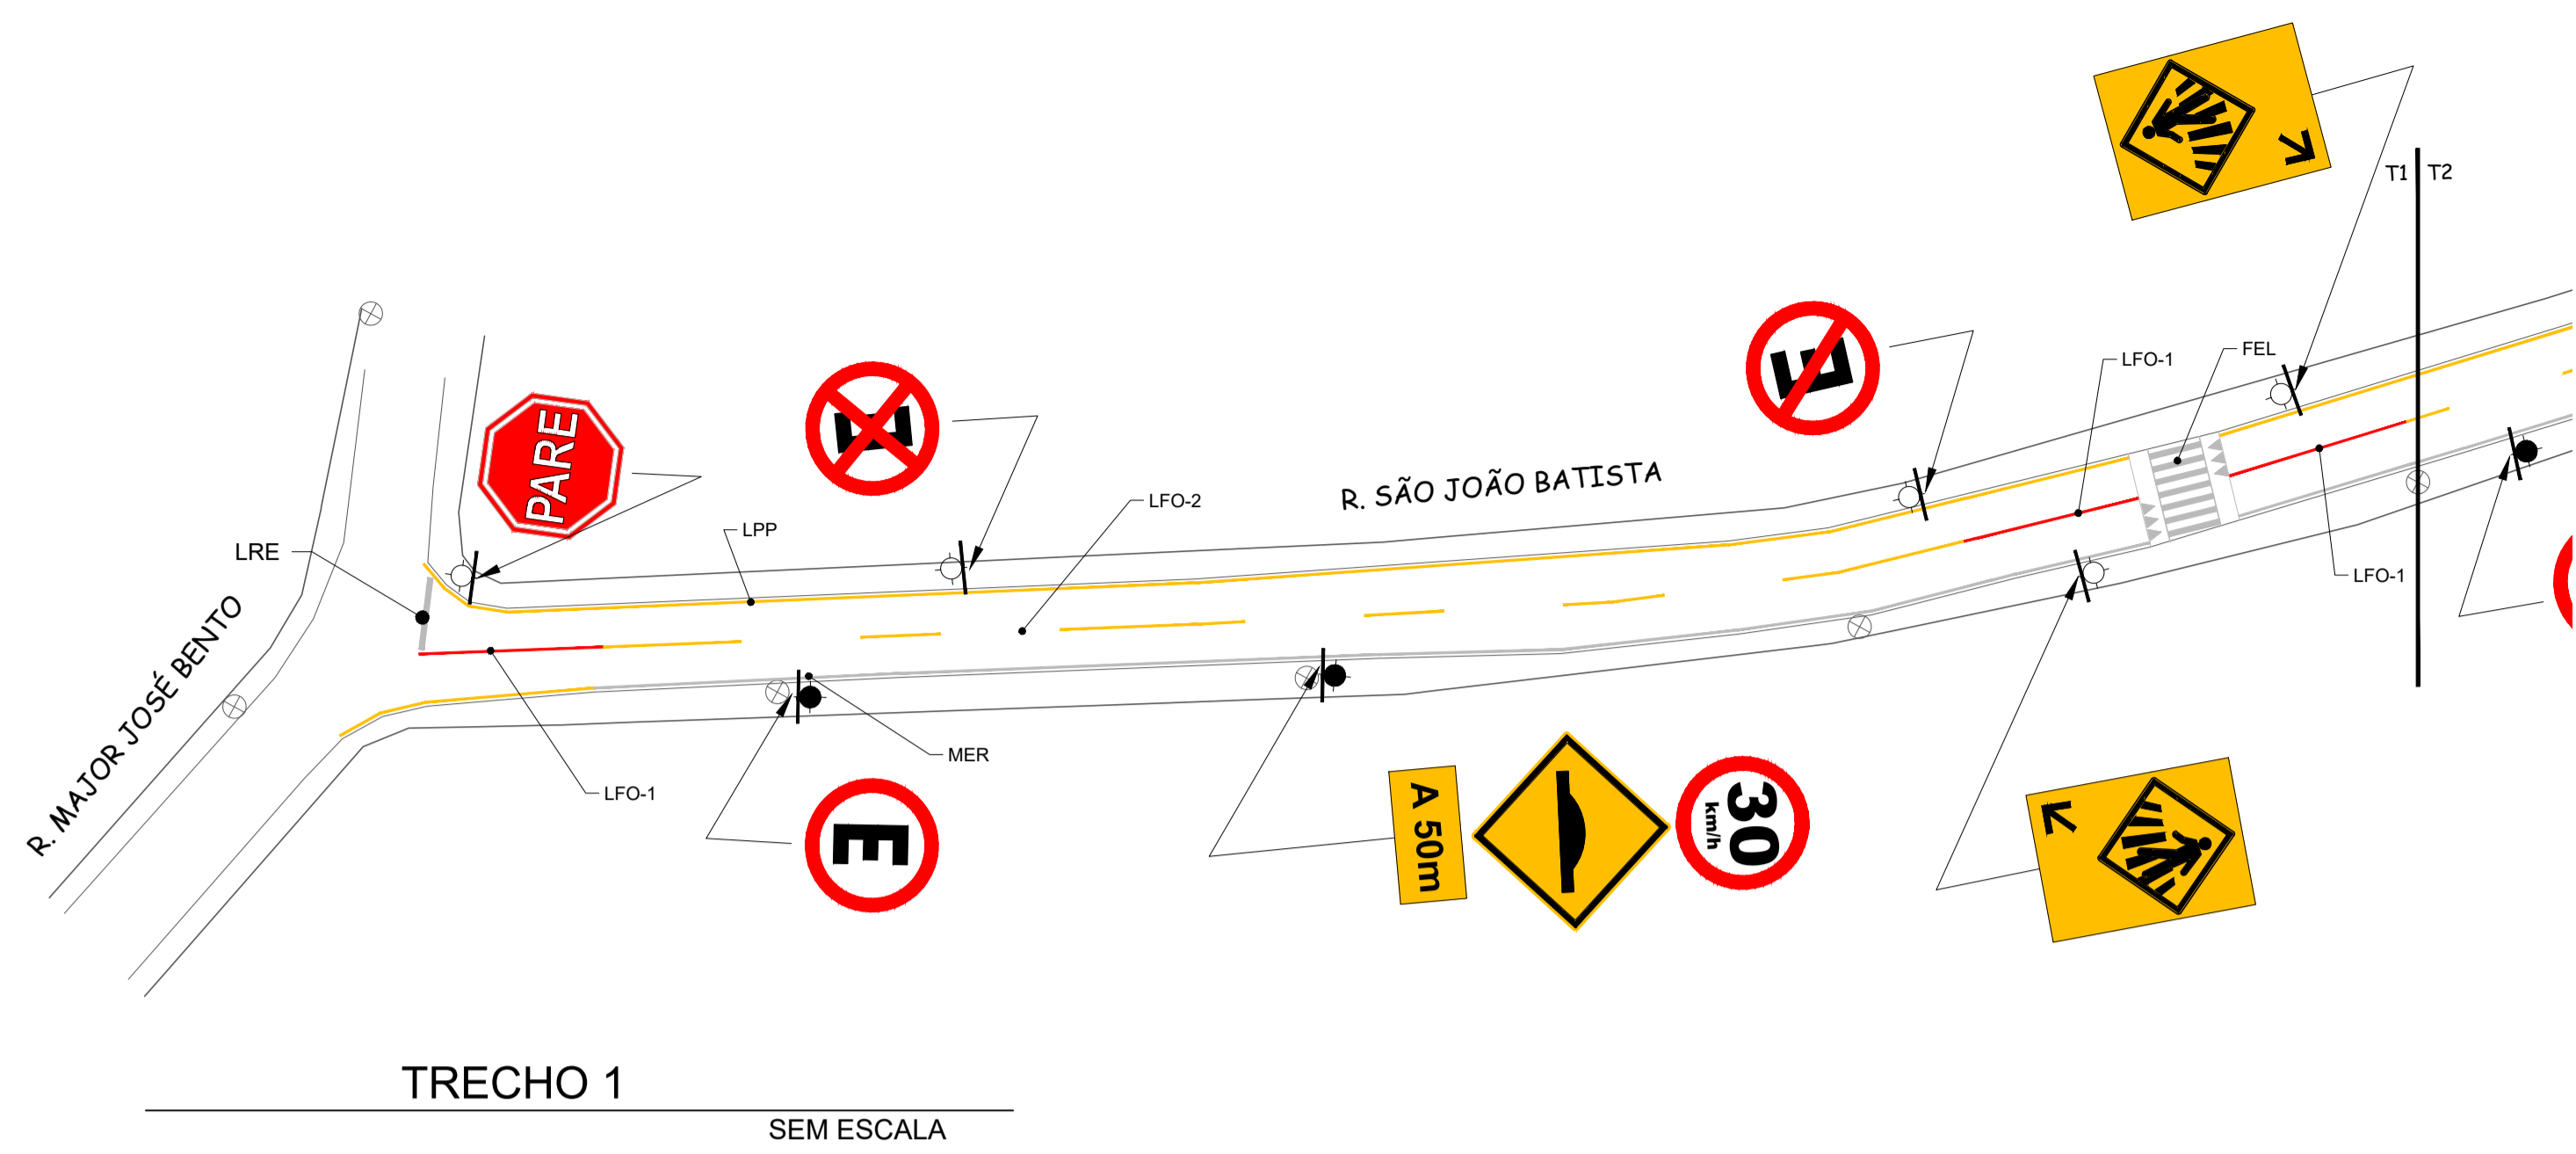 T1
T2
PARE
E
E
LFO-1
FEL
R. SÃO JOÃO BATISTA
LFO-2
LPP
LRE
LFO-1
R. MAJOR JOSÉ BENTO
MER
LFO-1
E
A 50m
30
km/h
TRECHO 1
SEM ESCALA